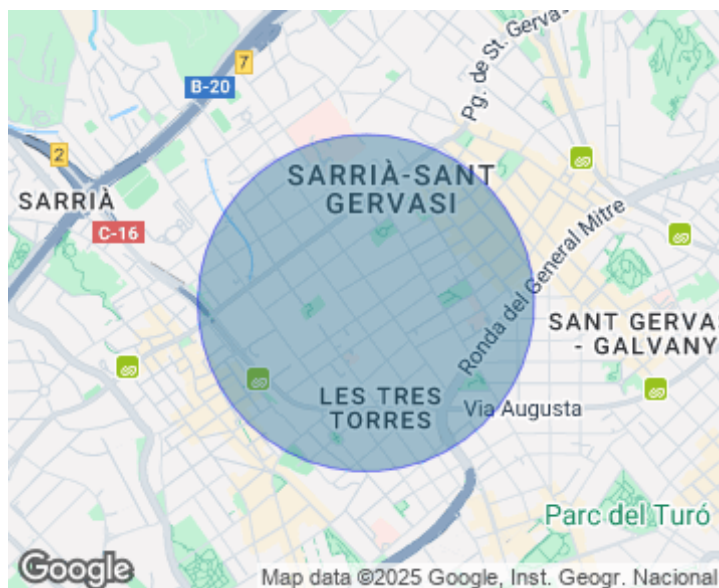 Pg. de St. Gervas
7
B-20
2
SARRIÀ
C-16
SARRIÀ-SANT
GERVASI
Ronda del General Mitre
SANT GERVA
- GALVANY
LES TRES
TORRES
Via Augusta
Parc del Turó
Google
Map data ©2025 Google, Inst. Geogr. Nacional